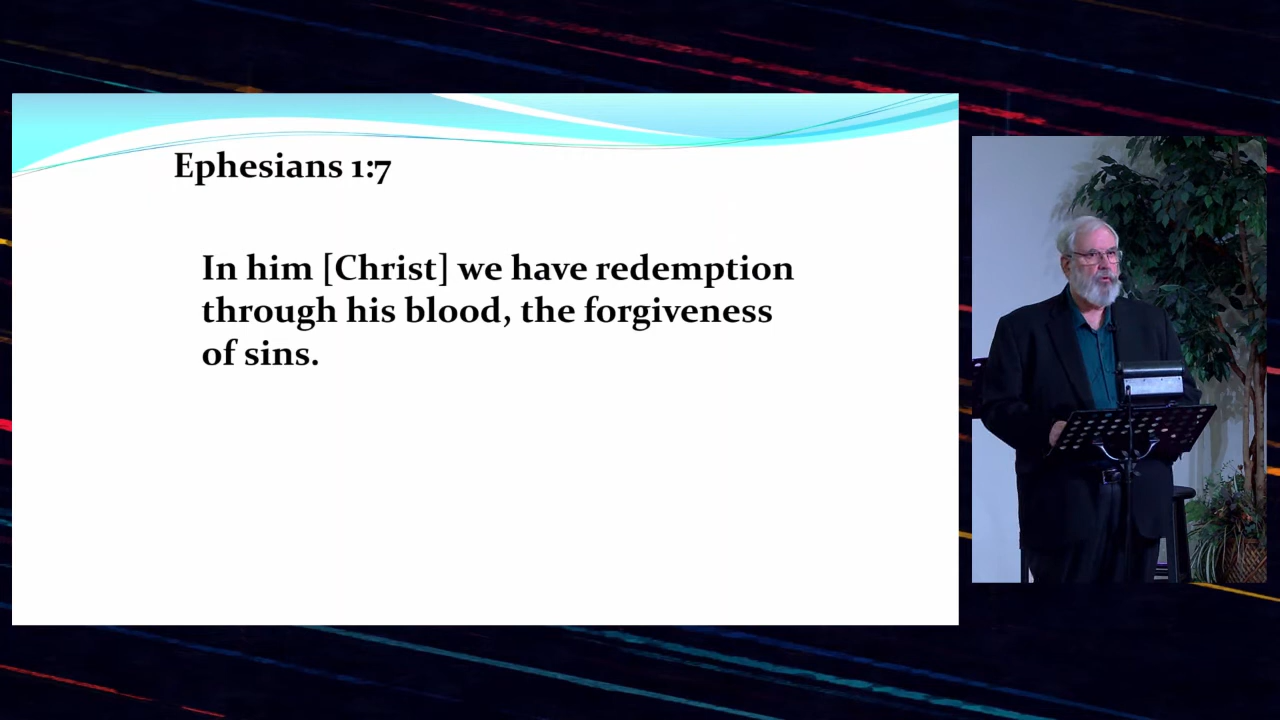 Ephesians 1:7
In him [Christ] we have redemption
through his blood, the forgiveness
of sins.